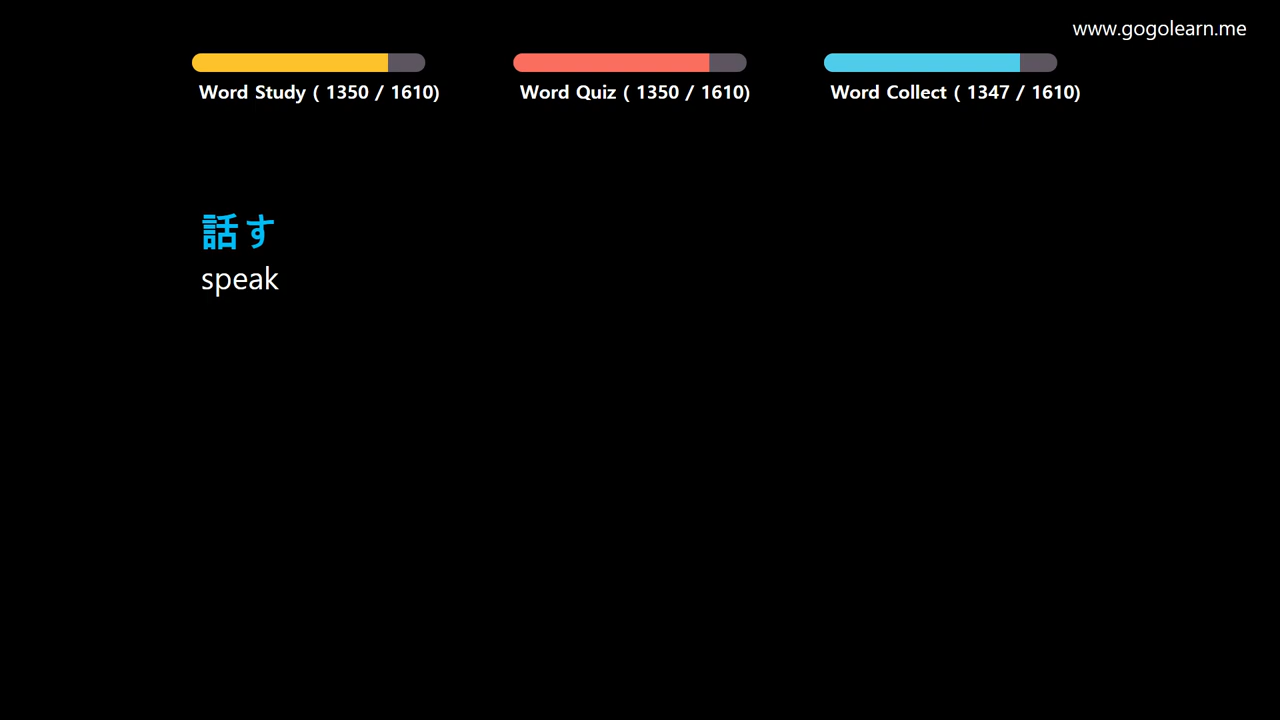 www.gogolearn.me
Word Study ( 1350 / 1610)
Word Quiz ( 1350 / 1610)
Word Collect ( 1347 / 1610)
話す
speak